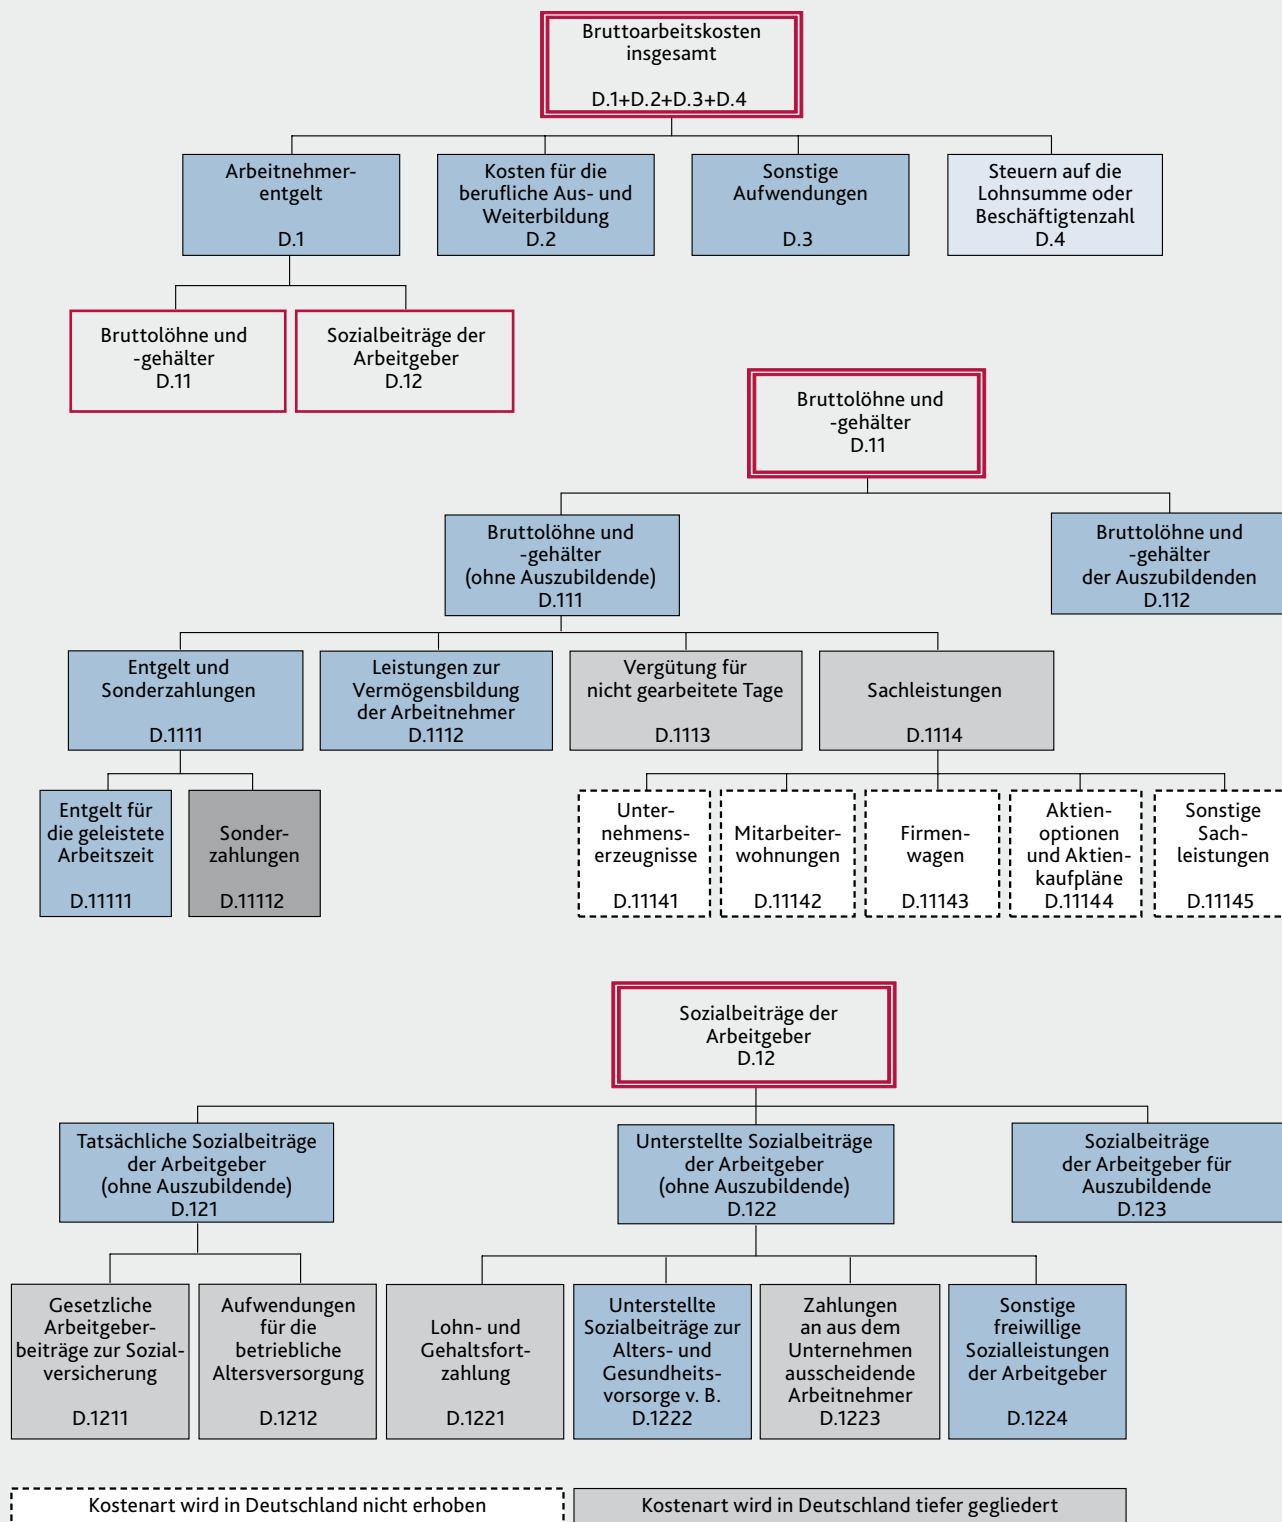 Bruttoarbeitskosten
insgesamt
D.1+D.2+D.3+D.4
Arbeitnehmer-
entgelt
D.1
Kosten für die
berufliche Aus- und
Weiterbildung
D.2
Sonstige
Aufwendungen
D.3
Steuern auf die
Lohnsumme oder
Beschäftigtenzahl
D.4
Bruttolöhne und
-gehälter
D.11
Sozialbeiträge der
Arbeitgeber
D.12
Bruttolöhne und
-gehälter
D.11
Bruttolöhne und
-gehälter
(ohne Auszubildende)
D.111
Bruttolöhne und
-gehälter
der Auszubildenden
D.112
Entgelt und
Sonderzahlungen
D.1111
Leistungen zur
Vermögensbildung
der Arbeitnehmer
D.1112
Vergütung für
nicht gearbeitete Tage
D.1113
Sachleistungen
D.1114
Entgelt für
die geleistete
Arbeitszeit
D.11111
Sonder-
zahlungen
D.11112
Unter-
nehmens-
erzeugnisse
D.11141
Mitarbeiter-
wohnungen
D.11142
Firmen-
wagen
D.11143
Aktien-
optionen
und Aktien-
kaufpläne
D.11144
Sonstige
Sach-
leistungen
D.11145
Sozialbeiträge der
Arbeitgeber
D.12
Tatsächliche Sozialbeiträge
der Arbeitgeber
(ohne Auszubildende)
D.121
Unterstellte Sozialbeiträge
der Arbeitgeber
(ohne Auszubildende)
D.122
Sozialbeiträge
der Arbeitgeber für
Auszubildende
D.123
Gesetzliche
Arbeitgeber-
beiträge zur Sozial-
versicherung
D.1211
Aufwendungen
für die
betriebliche
Altersversorgung
D.1212
Lohn- und
Gehaltsfort-
zahlung
D.1221
Unterstellte
Sozialbeiträge zur
Alters- und
Gesundheits-
vorsorge v. B.
D.1222
Zahlungen
an aus dem
Unternehmen
ausscheidende
Arbeitnehmer
D.1223
Sonstige
freiwillige
Sozialleistungen
der Arbeitgeber
D.1224
Kostenart wird in Deutschland nicht erhoben
Kostenart wird in Deutschland tiefer gegliedert